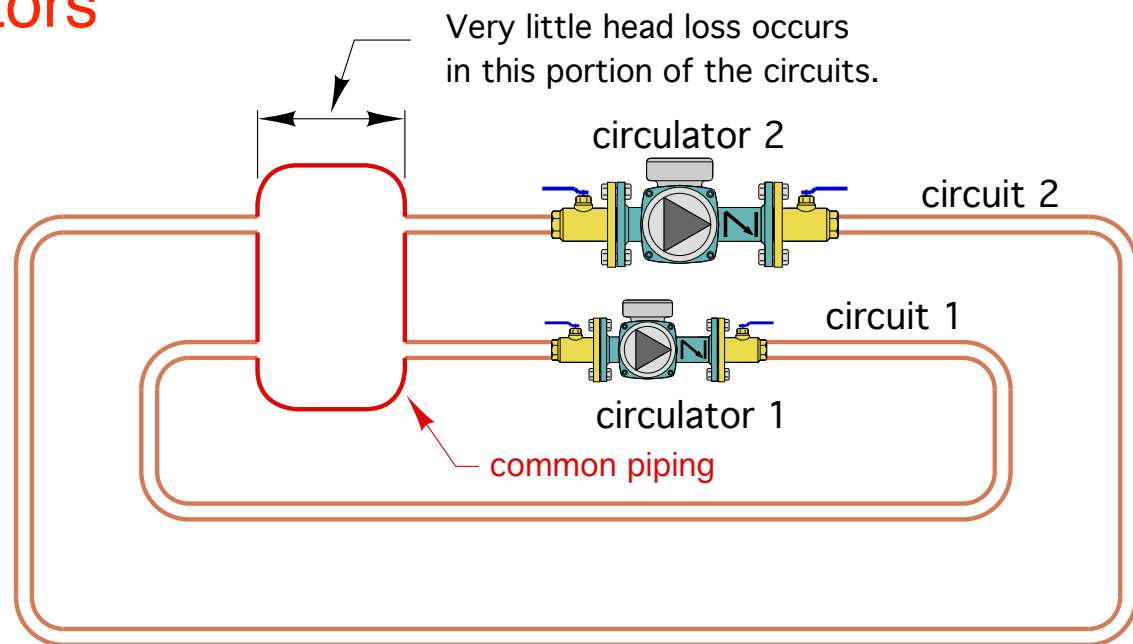 Very little head loss occurs
in this portion of the circuits.
circulator 2
circuit 2
circuit 1
circulator 1
common piping